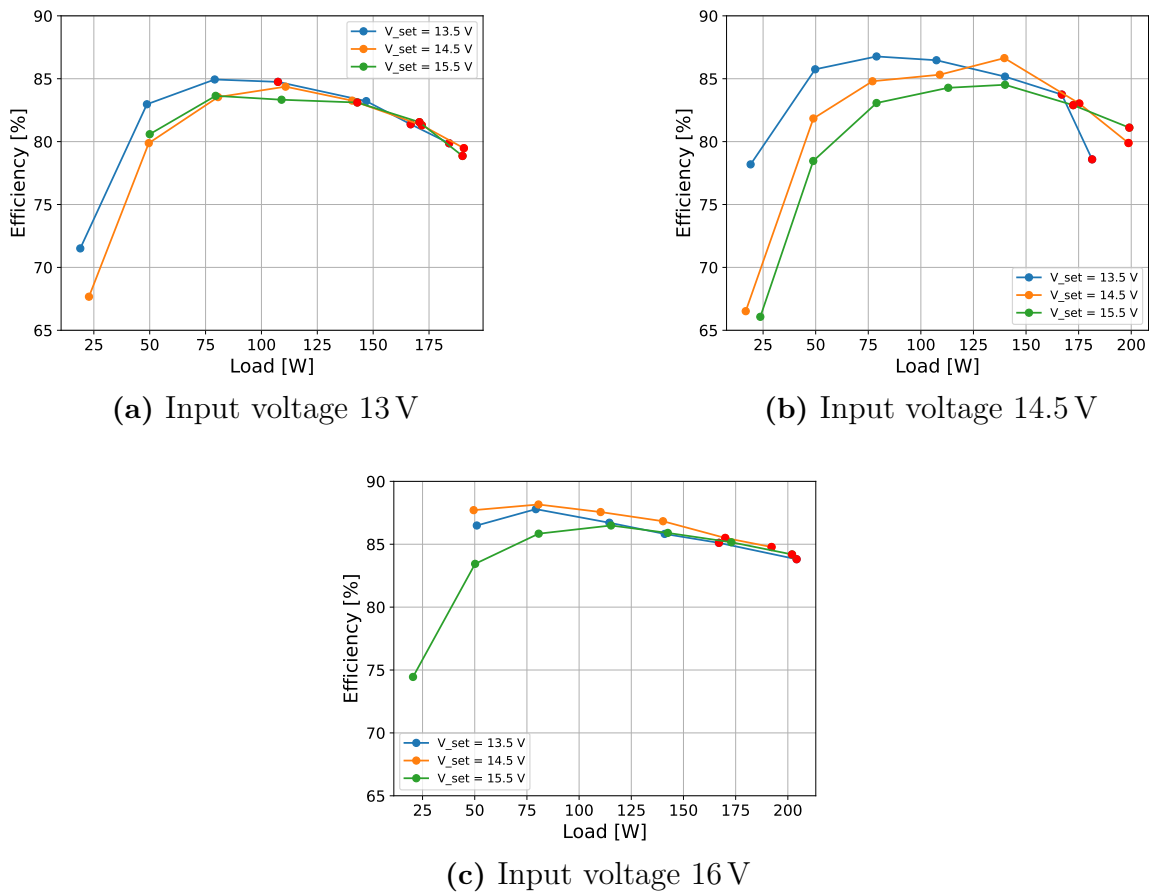 90
85
80
75
70
65
Efficiency [%]
V_set = 13.5 V
V_set = 14.5 V
V_set = 15.5 V
25 50 75 100 125 150 175
Load [W]
(a) Input voltage 13 V
90
85
80
75
70
65
Efficiency [%]
V_set = 13.5 V
V_set = 14.5 V
V_set = 15.5 V
25 50 75 100 125 150 175 200
Load [W]
(b) Input voltage 14.5 V
90
85
80
75
70
65
Efficiency [%]
V_set = 13.5 V
V_set = 14.5 V
V_set = 15.5 V
25 50 75 100 125 150 175 200
Load [W]
(c) Input voltage 16 V